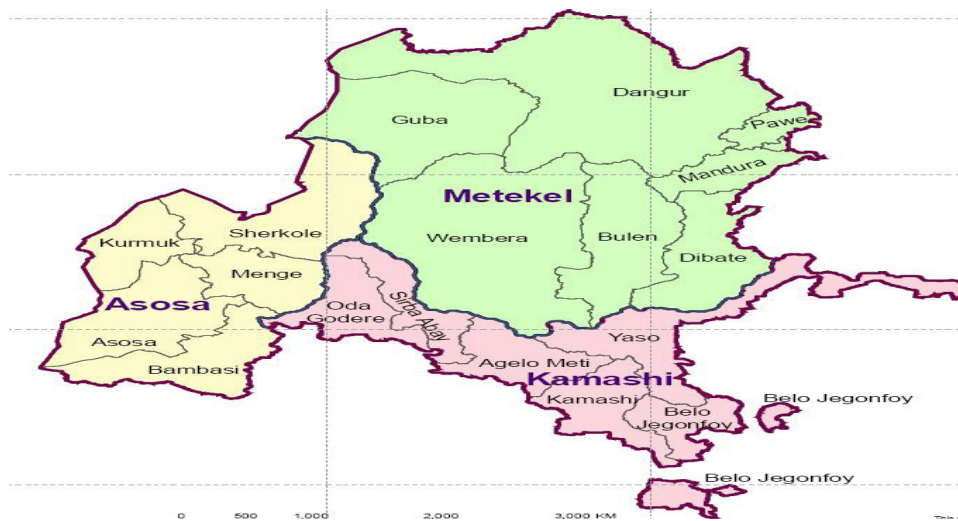 Dangur
Guba
Pawe
Mandura
Metekel
Kurmuk
Sherkole
Wembera
Bulen
Dibate
Menge
Asosa
Oda
Godere
Sirba Abay
Asosa
Bambasi
Yaso
Agelo Meti
Kamashi
Kamashi
Belo
Jegonfoy
Belo Jegonfoy
Belo Jegonfoy
0 500 1,000 2,000 3,000 KM
This